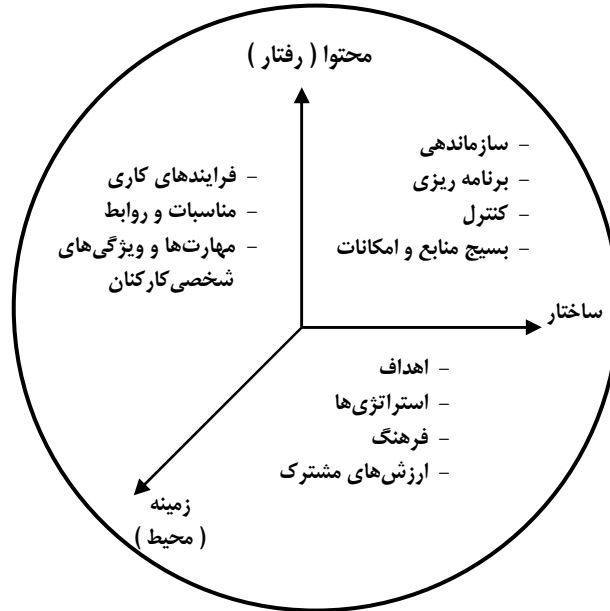 محتوا ( رفتار )
- سازماندهی
- برنامه ریزی
- کنترل
- بسیج منابع و امکانات
- فرایندهای کاری
- مناسبات و روابط
- مهارت‌ها و ویژگی‌های
شخصی‌کارکنان
ساختار
- اهداف
- استراتژی‌ها
- فرهنگ
- ارزش‌های مشترک
زمینه
( محیط )